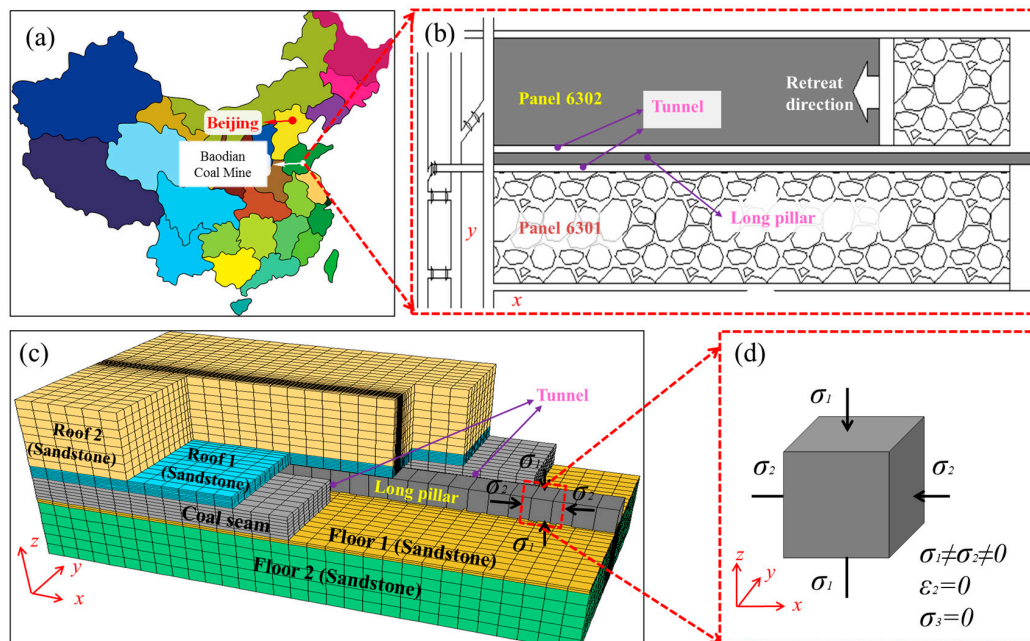 (a)
Beijing
Baodian
Coal Mine
(b)
Panel 6302
Tunnel
Retreat
direction
Long pillar
Panel 6301
y
x
(c)
Roof 2
(Sandstone)
Roof 1
(Sandstone)
Coal seam
Tunnel
Long pillar
σ₁
σ₂
σ₂
σ₁
Floor 1 (Sandstone)
Floor 2 (Sandstone)
z
y
x
(d)
σ₁
σ₂
σ₂
σ₁
z
y
x
σ₁≠σ₂≠0
ε₂=0
σ₃=0